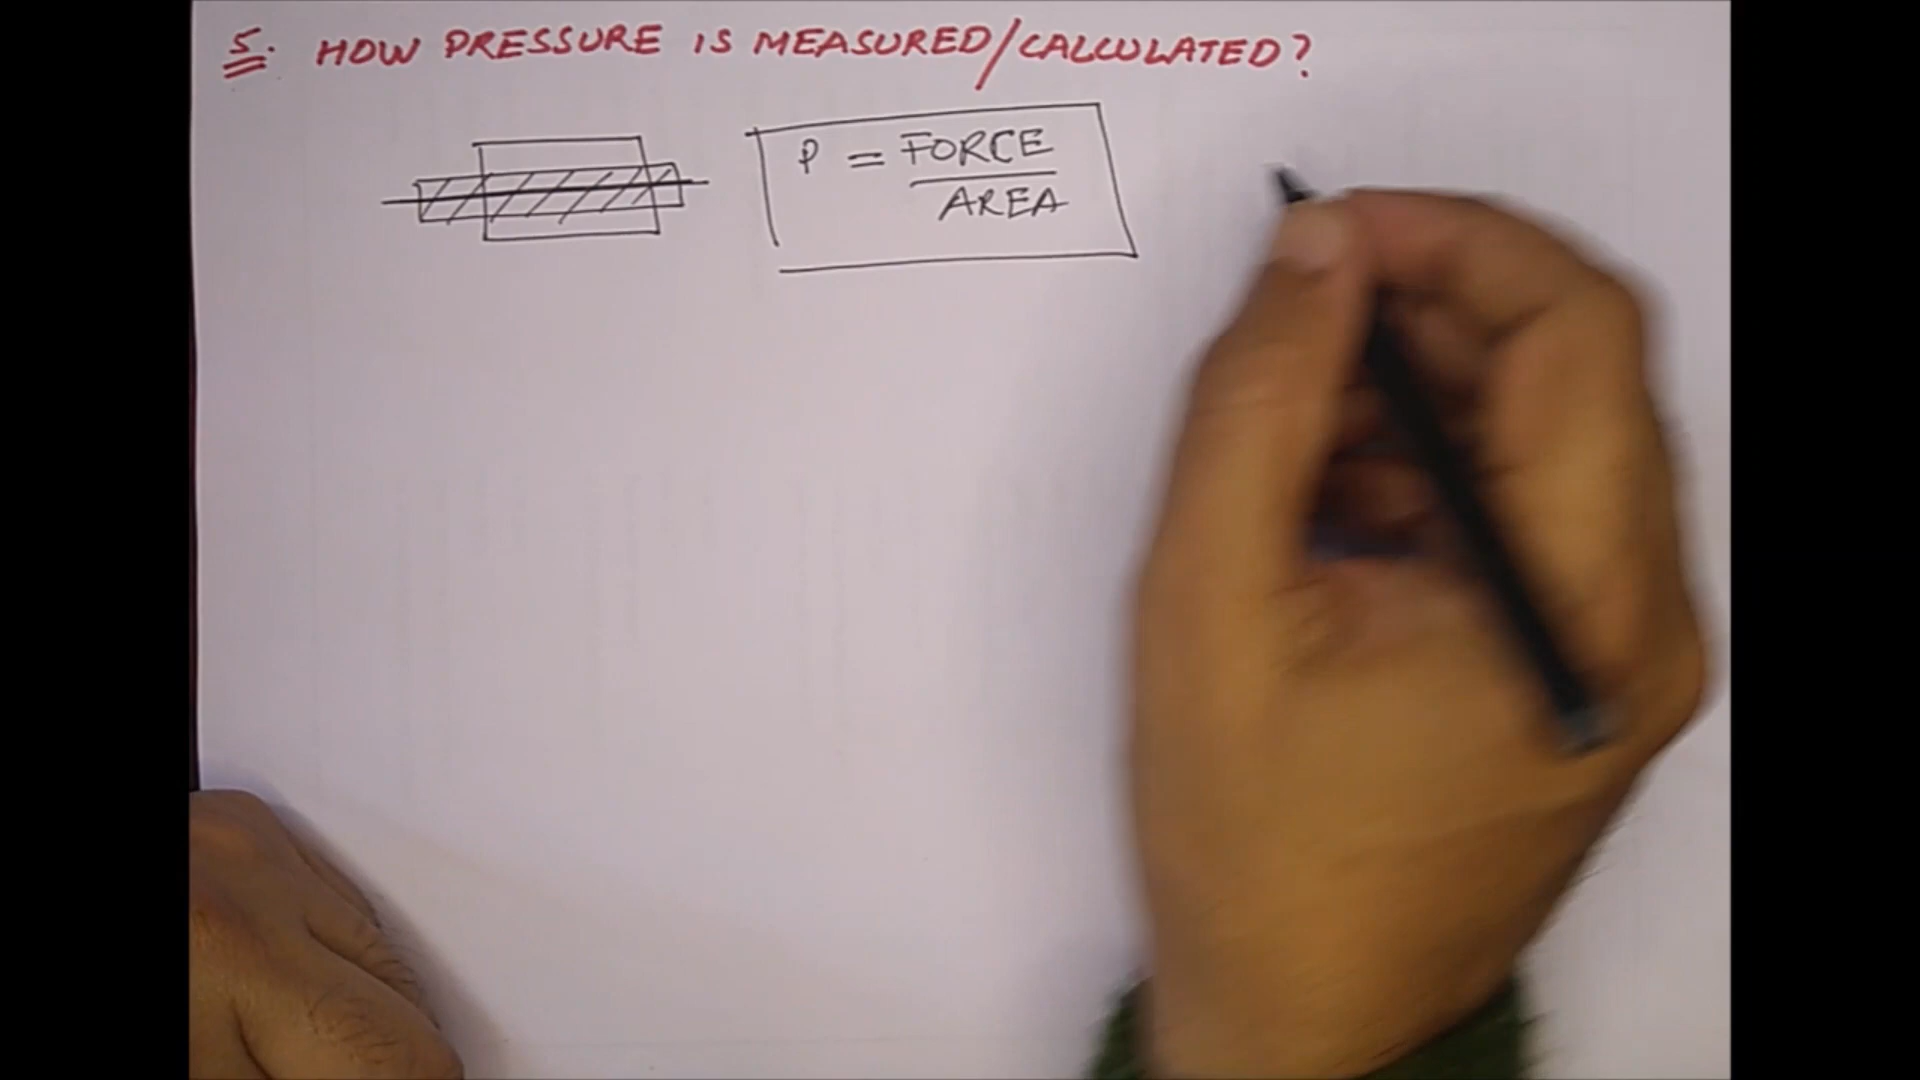 5. HOW PRESSURE IS MEASURED/CALCULATED?
P = FORCE
AREA